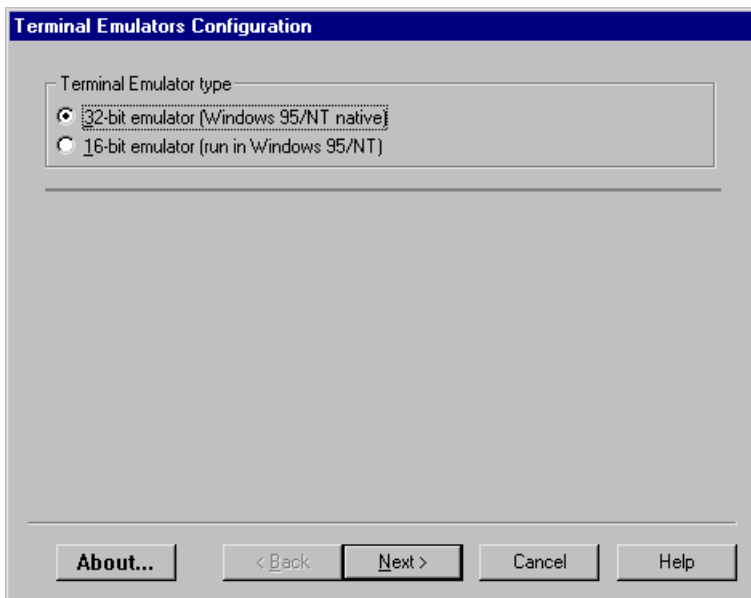 Terminal Emulators Configuration
Terminal Emulator type
32-bit emulator (Windows 95/NT native)
16-bit emulator (run in Windows 95/NT)
About...
< Back
Next >
Cancel
Help